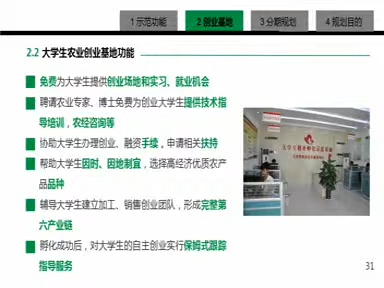 1 示范功能
2 创业基地
3 分期规划
4 规划目的
2.2 大学生农业创业基地功能
免费为大学生提供创业场地和实习、就业机会
聘请农业专家、博士免费为创业大学生提供技术指
导培训，农经咨询等
协助大学生办理创业、融资手续，申请相关扶持
帮助大学生因时、因地制宜，选择高经济优质农产
品品种
辅导大学生建立加工、销售创业团队，形成完整第
六产业链
孵化成功后，对大学生的自主创业实行保姆式跟踪
指导服务
31